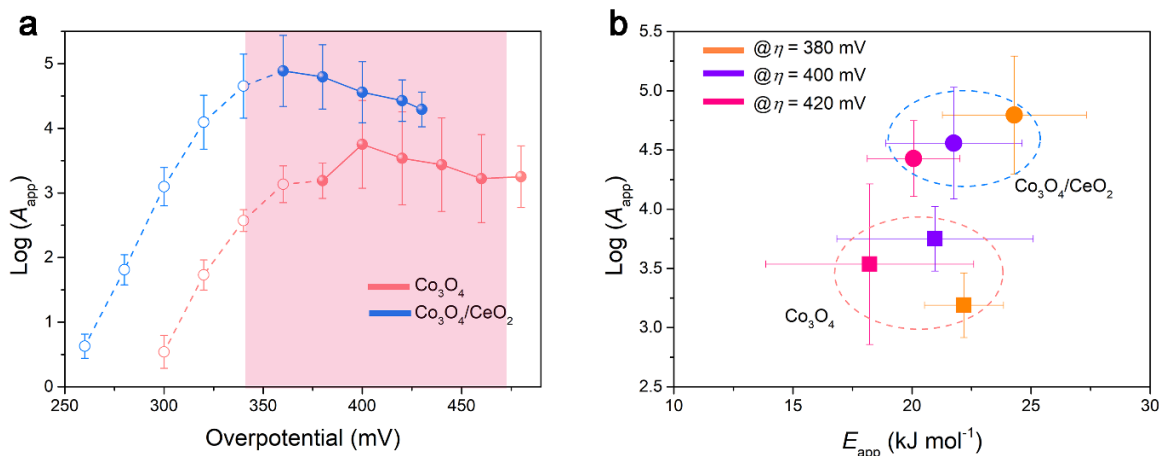 a
5
4
3
2
1
0
Log (A_app)
250
300
350
400
450
Overpotential (mV)
Co₃O₄
Co₃O₄/CeO₂
b
5.5
5.0
4.5
4.0
3.5
3.0
2.5
Log (A_app)
10
15
20
25
30
E_app (kJ mol⁻¹)
@η = 380 mV
@η = 400 mV
@η = 420 mV
Co₃O₄/CeO₂
Co₃O₄